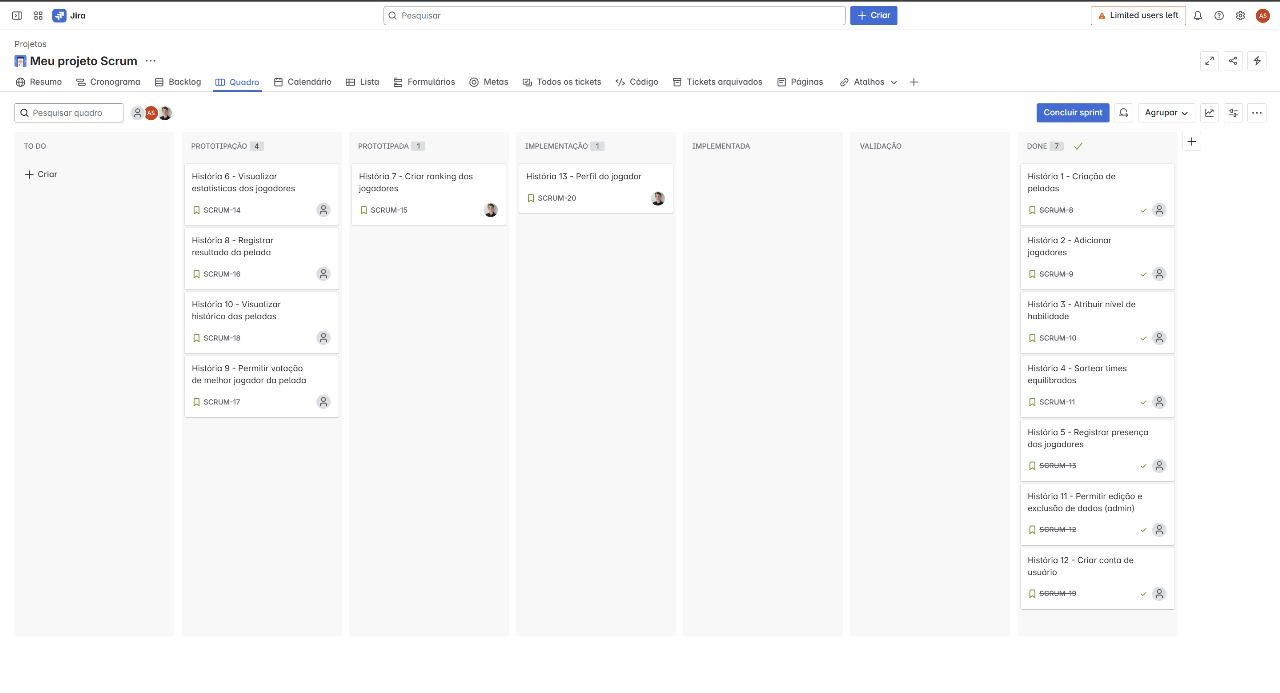 Jira
Pesquisar
Criar
Limited users left
AS
Projetos
Meu projeto Scrum
Resumo
Cronograma
Backlog
Quadro
Calendário
Lista
Formulários
Metas
Todos os tickets
Código
Tickets arquivados
Páginas
Atalhos
Pesquisar quadro
AS
Concluir sprint
Agrupar
TO DO
Criar
PROTOTIPAÇÃO 4
História 6 - Visualizar
estatísticas dos jogadores
SCRUM-14
História 8 - Registrar
resultado da pelada
SCRUM-16
História 10 - Visualizar
histórico das peladas
SCRUM-18
História 9 - Permitir votação
de melhor jogador da pelada
SCRUM-17
PROTOTIPADA 1
História 7 - Criar ranking dos
jogadores
SCRUM-15
IMPLEMENTAÇÃO 1
História 13 - Perfil do jogador
SCRUM-20
IMPLEMENTADA
VALIDAÇÃO
DONE 7
História 1 - Criação de
peladas
SCRUM-8
História 2 - Adicionar
jogadores
SCRUM-9
História 3 - Atribuir nível de
habilidade
SCRUM-10
História 4 - Sortear times
equilibrados
SCRUM-11
História 5 - Registrar presença
dos jogadores
SCRUM-13
História 11 - Permitir edição e
exclusão de dados (admin)
SCRUM-12
História 12 - Criar conta de
usuário
SCRUM-19